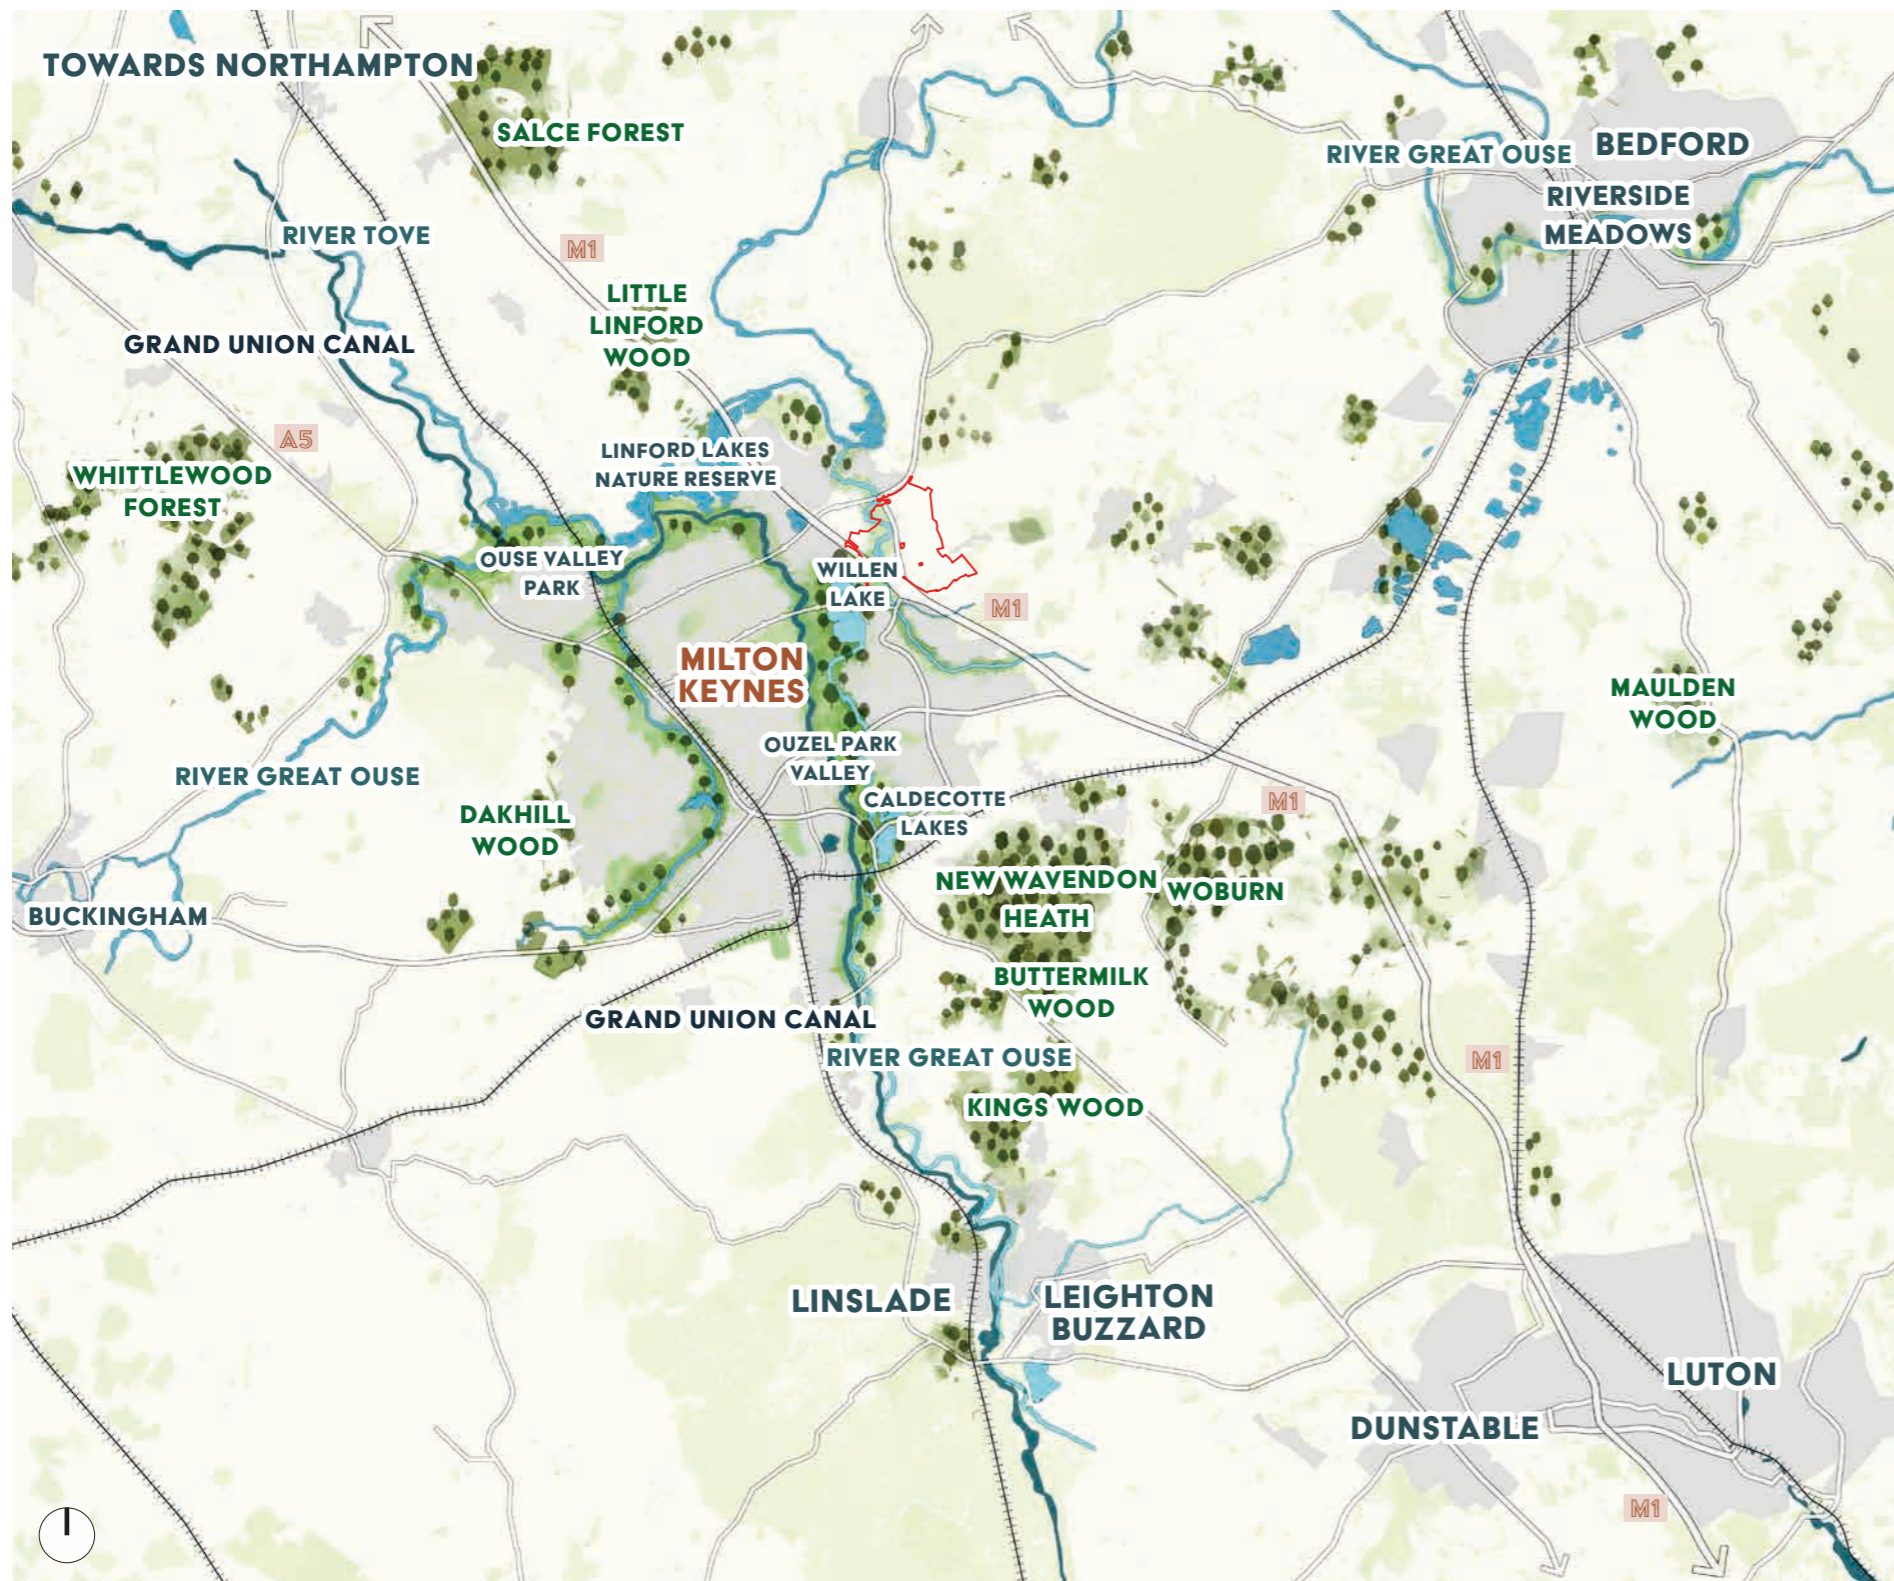 TOWARDS NORTHAMPTON
SALCE FOREST
RIVER GREAT OUSE
BEDFORD
RIVERSIDE
MEADOWS
RIVER TOVE
M1
LITTLE
LINFORD
WOOD
GRAND UNION CANAL
A5
LINFORD LAKES
NATURE RESERVE
WHITTLEWOOD
FOREST
OUSE VALLEY
PARK
WILLEN
LAKE
M1
MILTON
KEYNES
MAULDEN
WOOD
OUZEL PARK
VALLEY
RIVER GREAT OUSE
CALDECOTTE
LAKES
M1
DAKHILL
WOOD
NEW WAVENDON
HEATH
WOBURN
BUCKINGHAM
BUTTERMILK
WOOD
GRAND UNION CANAL
RIVER GREAT OUSE
M1
KINGS WOOD
LINSLADE
LEIGHTON
BUZZARD
LUTON
DUNSTABLE
M1